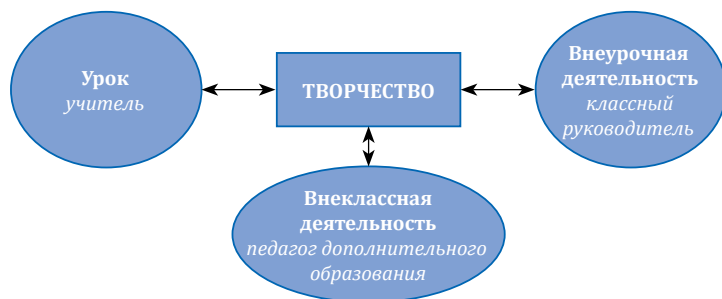 Урок
учитель
ТВОРЧЕСТВО
Внеурочная
деятельность
классный
руководитель
Внеклассная
деятельность
педагог дополнительного
образования